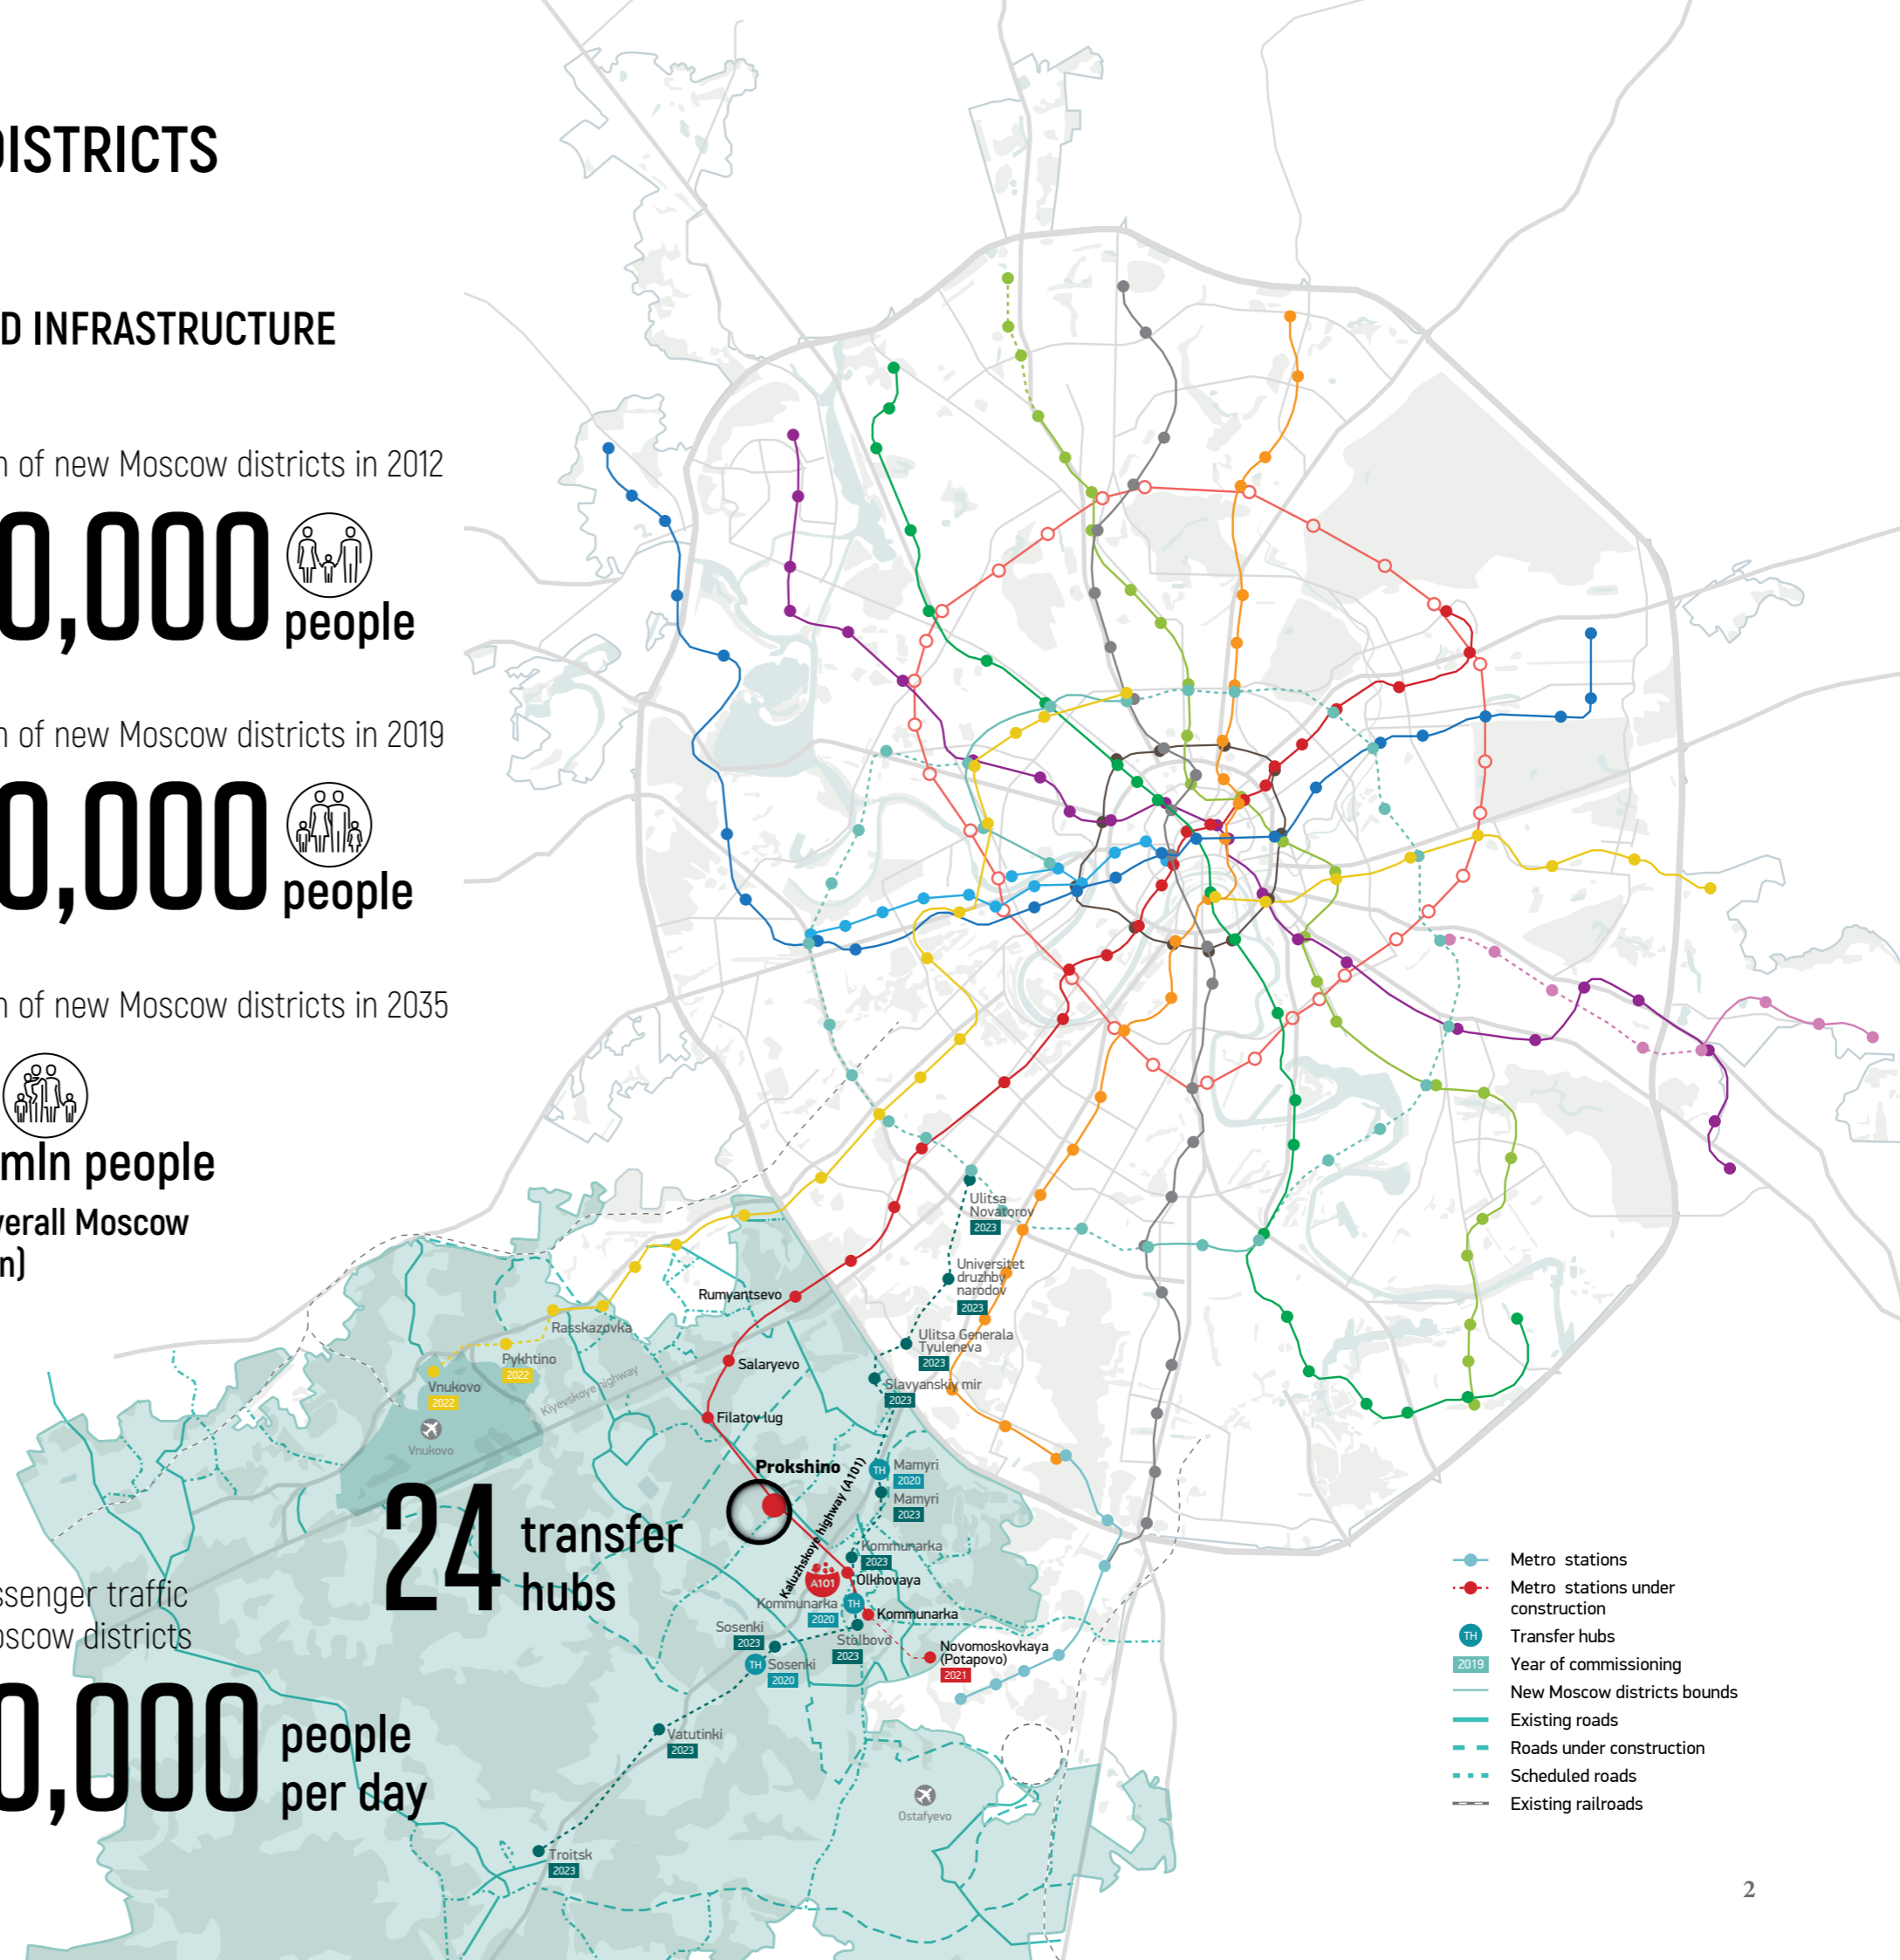 DISTRICTS
D INFRASTRUCTURE
n of new Moscow districts in 2012
0,000
people
n of new Moscow districts in 2019
0,000
people
n of new Moscow districts in 2035
mln people
verall Moscow
n)
24 transfer
hubs
ssenger traffic
oscow districts
0,000 people
per day
Ulitsa
Novatorov
2023
Universitet
druzhby
narodov
2023
Ulitsa Generala
Tyuleneva
2023
Slavyanskiy mir
2023
Rumyantsevo
Rasskazovka
Pykhtino
2022
Vnukovo
2022
Vnukovo
Kiyevskoye highway
Salaryevo
Filatov lug
Prokshino
Kaluzhskoye highway (A101)
TH Mamyri
2020
Mamyri
2023
Kommunarka
2023
A101
Olkhovaya
Kommunarka TH
2020
Kommunarka
Stolbovo
2023
Sosenki
2023
TH Sosenki
2020
Novomoskovkaya
(Potapovo)
2021
Vatutinki
2023
Troitsk
2023
Ostafyevo
Metro stations
Metro stations under
construction
TH Transfer hubs
2019 Year of commissioning
New Moscow districts bounds
Existing roads
Roads under construction
Scheduled roads
Existing railroads
2